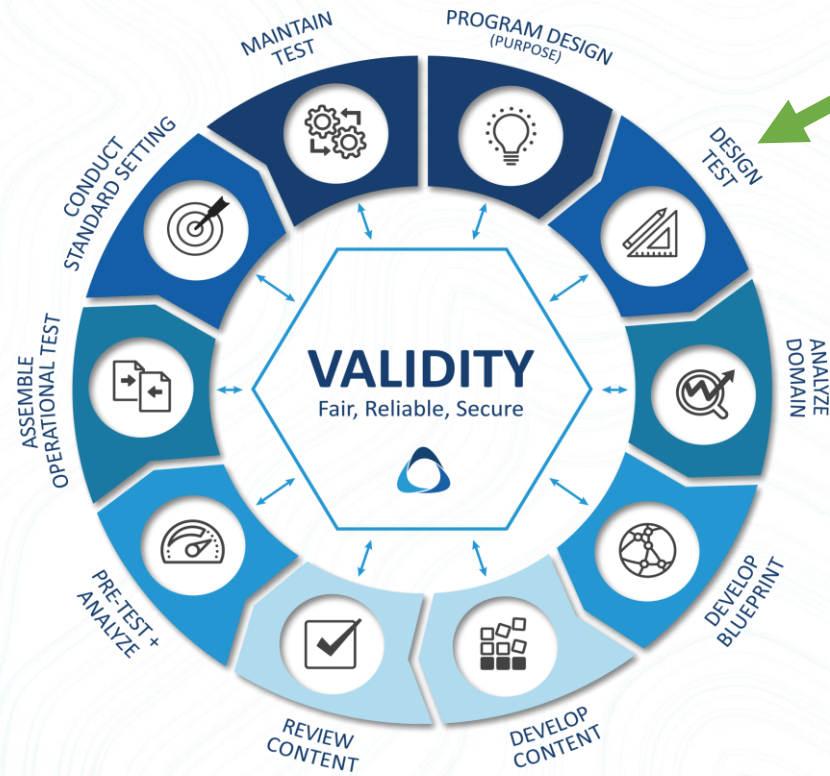 PROGRAM DESIGN
(PURPOSE)
DESIGN
TEST
ANALYZE
DOMAIN
DEVELOP
BLUEPRINT
DEVELOP
CONTENT
REVIEW
CONTENT
PRE-TEST +
ANALYZE
ASSEMBLE
OPERATIONAL TEST
CONDUCT
STANDARD SETTING
MAINTAIN
TEST
VALIDITY
Fair, Reliable, Secure